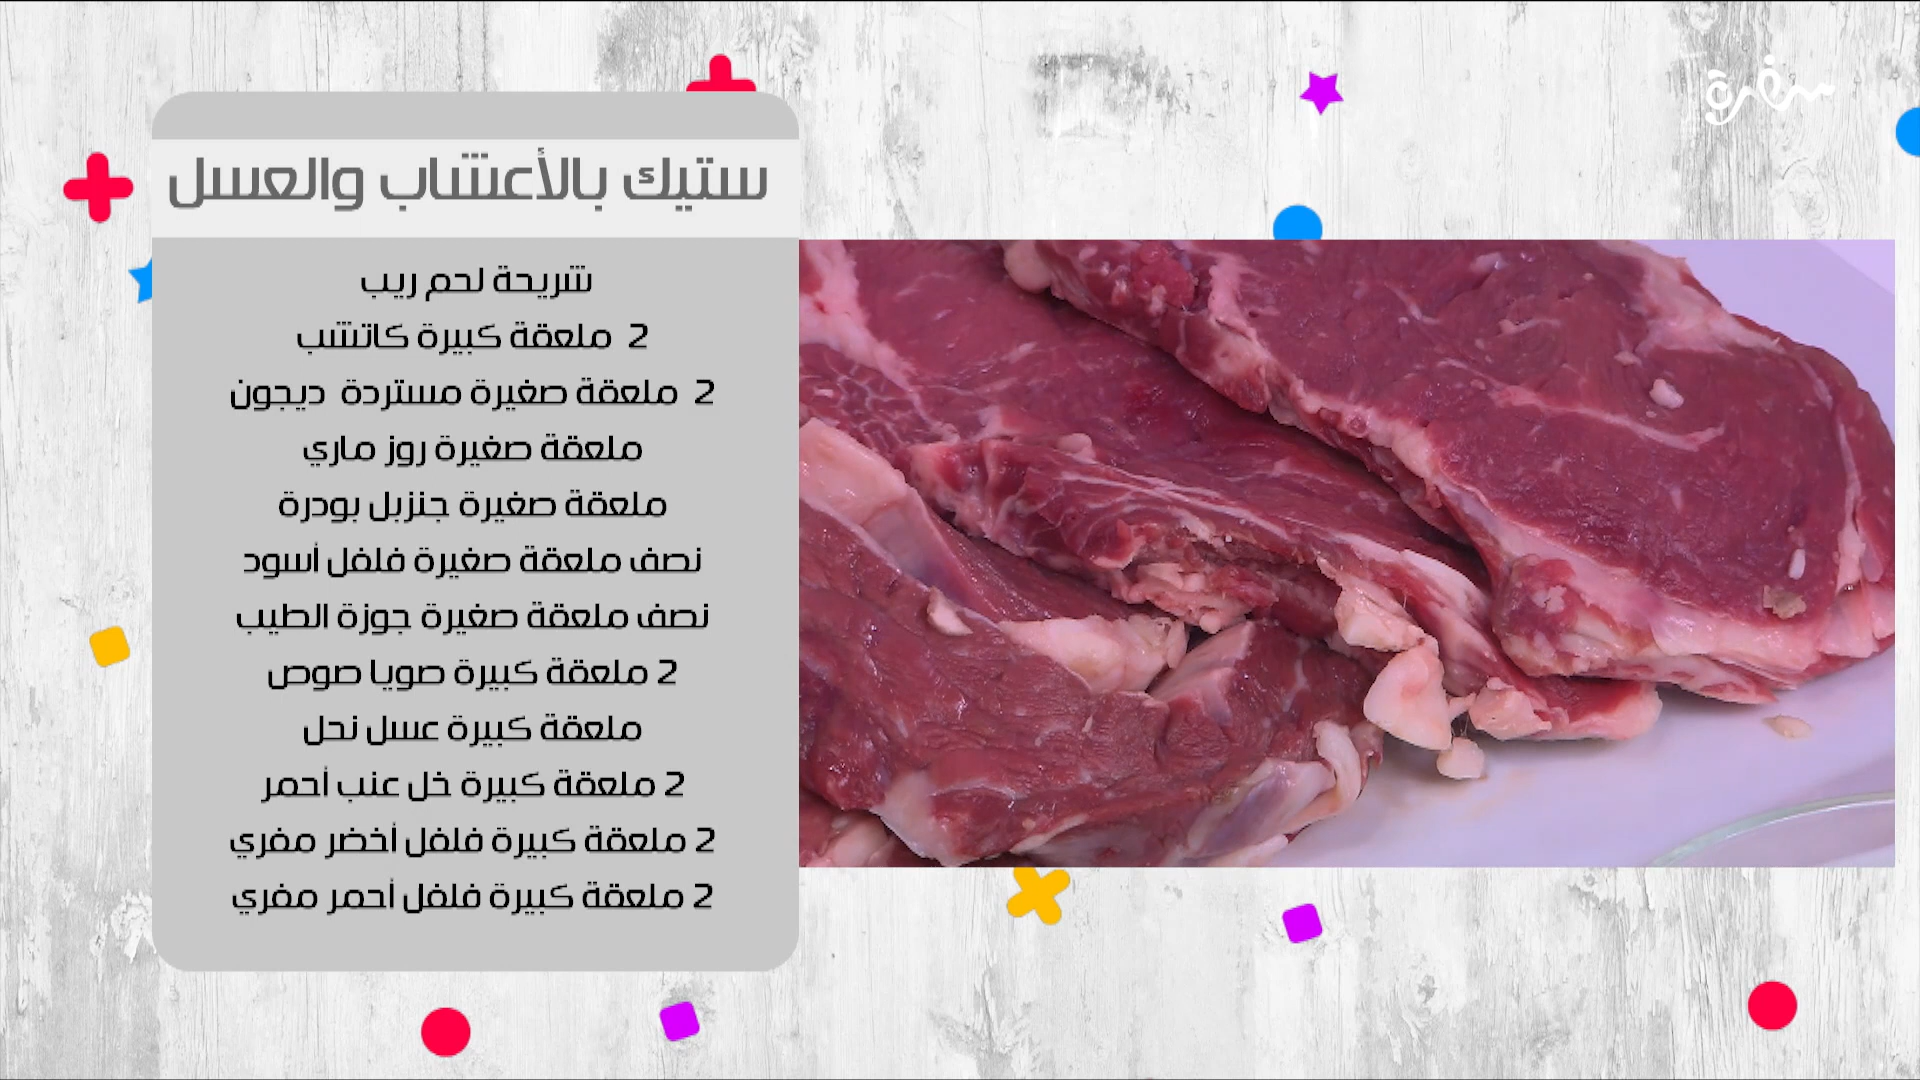 سفرة
ستيك بالأعشاب والعسل
شريحة لحم ريب
2 ملعقة كبيرة كاتشب
2 ملعقة صغيرة مستردة ديجون
ملعقة صغيرة روز ماري
ملعقة صغيرة جنزبل بودرة
نصف ملعقة صغيرة فلفل أسود
نصف ملعقة صغيرة جوزة الطيب
2 ملعقة كبيرة صويا صوص
ملعقة كبيرة عسل نحل
2 ملعقة كبيرة خل عنب أحمر
2 ملعقة كبيرة فلفل أخضر مفري
2 ملعقة كبيرة فلفل أحمر مفري